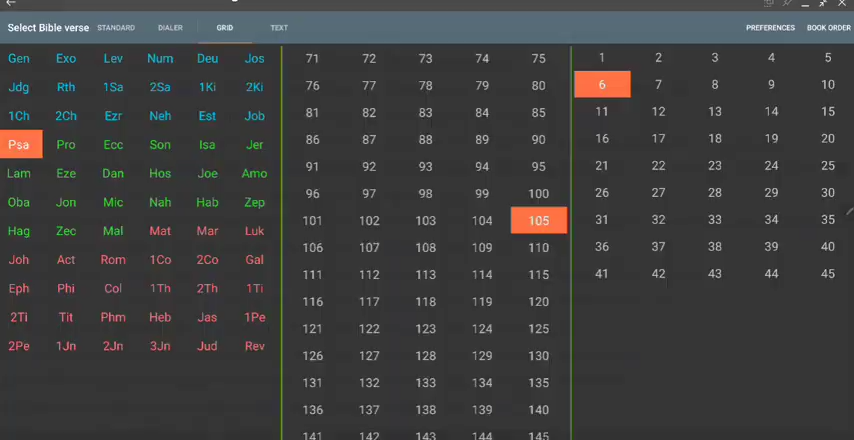 Select Bible verse STANDARD DIALER GRID TEXT PREFERENCES BOOK ORDER
Gen Exo Lev Num Deu Jos
Jdg Rth 1Sa 2Sa 1Ki 2Ki
1Ch 2Ch Ezr Neh Est Job
Psa Pro Ecc Son Isa Jer
Lam Eze Dan Hos Joe Amo
Oba Jon Mic Nah Hab Zep
Hag Zec Mal Mat Mar Luk
Joh Act Rom 1Co 2Co Gal
Eph Phi Col 1Th 2Th 1Ti
2Ti Tit Phm Heb Jas 1Pe
2Pe 1Jn 2Jn 3Jn Jud Rev
71 72 73 74 75
76 77 78 79 80
81 82 83 84 85
86 87 88 89 90
91 92 93 94 95
96 97 98 99 100
101 102 103 104 105
106 107 108 109 110
111 112 113 114 115
116 117 118 119 120
121 122 123 124 125
126 127 128 129 130
131 132 133 134 135
136 137 138 139 140
141 142 143 144 145
1 2 3 4 5
6 7 8 9 10
11 12 13 14 15
16 17 18 19 20
21 22 23 24 25
26 27 28 29 30
31 32 33 34 35
36 37 38 39 40
41 42 43 44 45